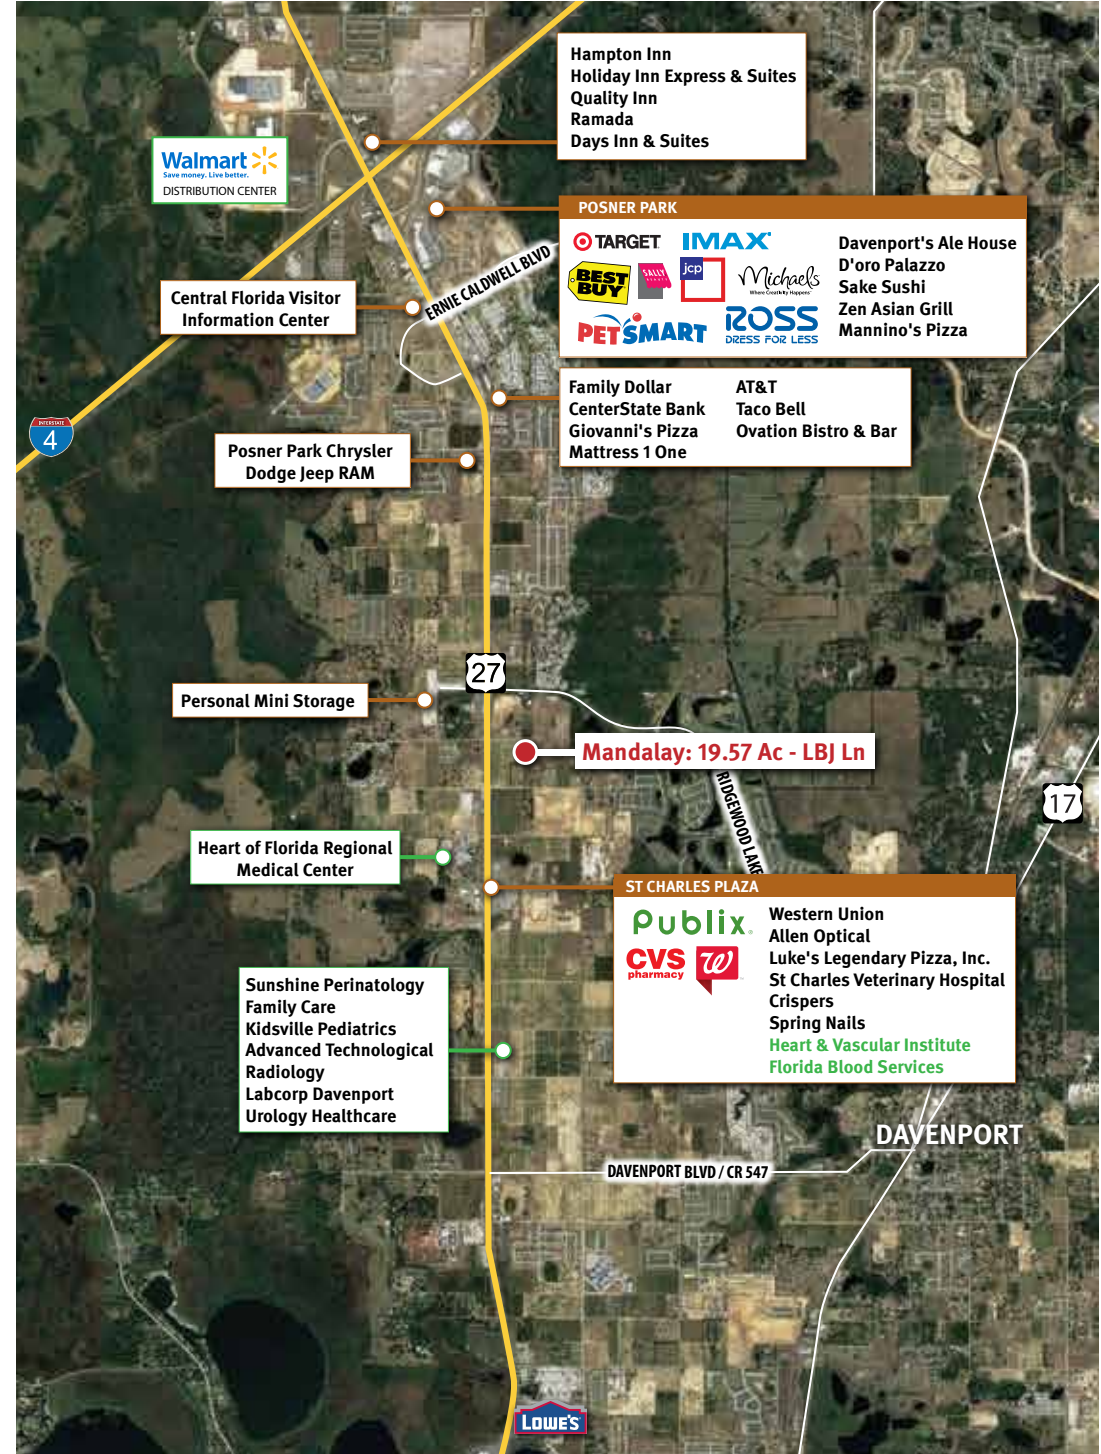 Hampton Inn
Holiday Inn Express & Suites
Quality Inn
Ramada
Days Inn & Suites
Walmart
Save money. Live better.
DISTRIBUTION CENTER
POSNER PARK
TARGET
IMAX
BEST BUY
SALLY BEAUTY
jcp
Michaels
Where Creativity Happens
PETSMART
ROSS
DRESS FOR LESS
Davenport's Ale House
D'oro Palazzo
Sake Sushi
Zen Asian Grill
Mannino's Pizza
ERNIE CALDWELL BLVD
Central Florida Visitor
Information Center
Family Dollar
CenterState Bank
Giovanni's Pizza
Mattress 1 One
AT&T
Taco Bell
Ovation Bistro & Bar
INTERSTATE
4
Posner Park Chrysler
Dodge Jeep RAM
27
Personal Mini Storage
Mandalay: 19.57 Ac - LBJ Ln
RIDGEWOOD LAKE
17
Heart of Florida Regional
Medical Center
ST CHARLES PLAZA
Publix
CVS
pharmacy
W
Western Union
Allen Optical
Luke's Legendary Pizza, Inc.
St Charles Veterinary Hospital
Crispers
Spring Nails
Heart & Vascular Institute
Florida Blood Services
Sunshine Perinatology
Family Care
Kidsville Pediatrics
Advanced Technological
Radiology
Labcorp Davenport
Urology Healthcare
DAVENPORT
DAVENPORT BLVD / CR 547
LOWE'S